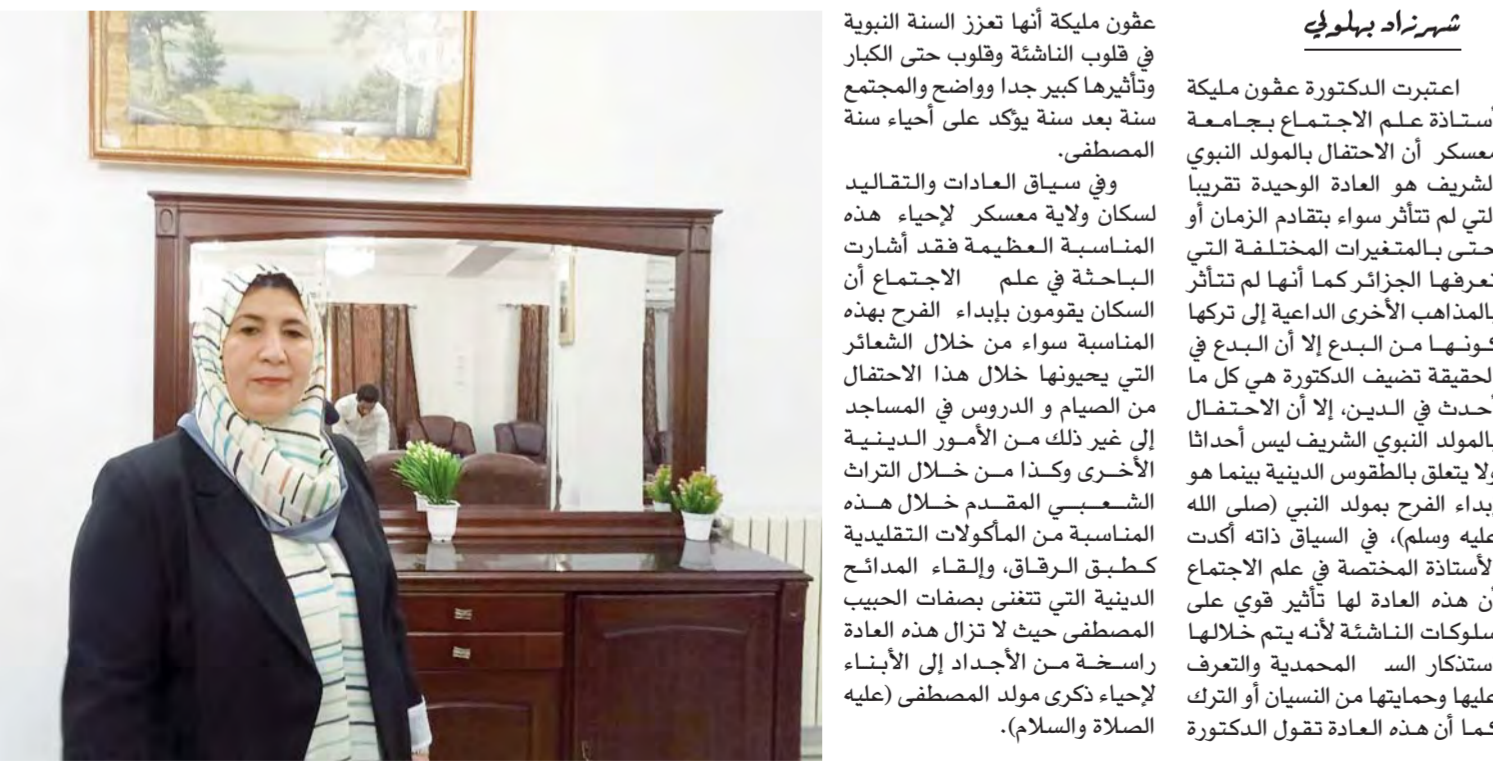 شهرزاد بهلولي
اعتبرت الدكتورة عڨون مليكة
أستاذة علم الاجتماع بجامعة
معسكر أن الاحتفال بالمولد النبوي
الشريف هو العادة الوحيدة تقريبا
التي لم تتأثر سواء بتقادم الزمان أو
حتى بالمتغيرات المختلفة التي
تعرفها الجزائر كما أنها لم تتأثر
بالمذاهب الأخرى الداعية إلى تركها
كونها من البدع إلا أن البدع في
الحقيقة تضيف الدكتورة هي كل ما
أحدث في الدين، إلا أن الاحتفال
بالمولد النبوي الشريف ليس أحداثا
ولا يتعلق بالطقوس الدينية بينما هو
إبداء الفرح بمولد النبي (صلى الله
عليه وسلم)، في السياق ذاته أكدت
الأستاذة المختصة في علم الاجتماع
أن هذه العادة لها تأثير قوي على
سلوكات الناشئة لأنه يتم خلالها
استذكار الس المحمدية والتعرف
عليها وحمايتها من النسيان أو الترك
كما أن هذه العادة تقول الدكتورة
عڨون مليكة أنها تعزز السنة النبوية
في قلوب الناشئة وقلوب حتى الكبار
وتأثيرها كبير جدا وواضح والمجتمع
سنة بعد سنة يؤكد على أحياء سنة
المصطفى.
وفي سياق العادات والتقاليد
لسكان ولاية معسكر لإحياء هذه
المناسبة العظيمة فقد أشارت
الباحثة في علم الاجتماع أن
السكان يقومون بإبداء الفرح بهذه
المناسبة سواء من خلال الشعائر
التي يحيونها خلال هذا الاحتفال
من الصيام و الدروس في المساجد
إلى غير ذلك من الأمور الدينية
الأخرى وكذا من خلال التراث
الشعبي المقدم خلال هذه
المناسبة من المأكولات التقليدية
كطبق الرقاق، وإلقاء المدائح
الدينية التي تتغنى بصفات الحبيب
المصطفى حيث لا تزال هذه العادة
راسخة من الأجداد إلى الأبناء
لإحياء ذكرى مولد المصطفى (عليه
الصلاة والسلام).